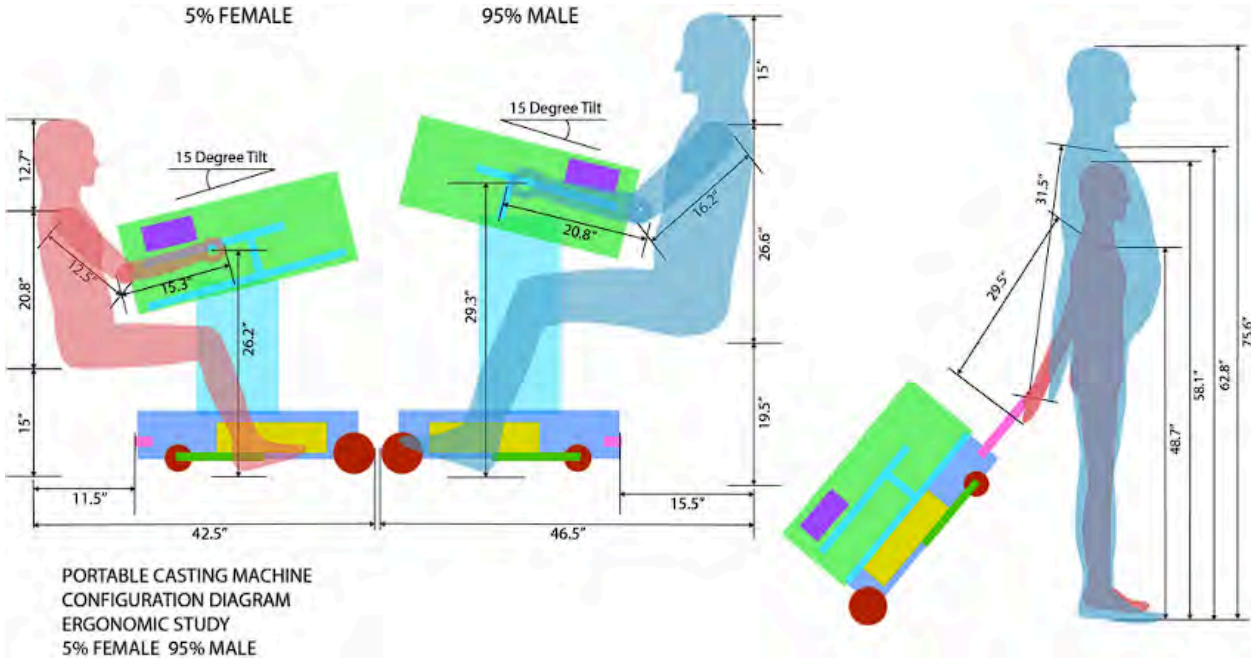 5% FEMALE
95% MALE
15 Degree Tilt
15 Degree Tilt
12.7"
20.8"
15"
12.5"
15.3"
26.2"
11.5"
42.5"
15"
26.6"
19.5"
16.2"
20.8"
29.3"
15.5"
46.5"
31.5"
29.5"
48.7"
58.1"
62.8"
75.6"
PORTABLE CASTING MACHINE
CONFIGURATION DIAGRAM
ERGONOMIC STUDY
5% FEMALE 95% MALE